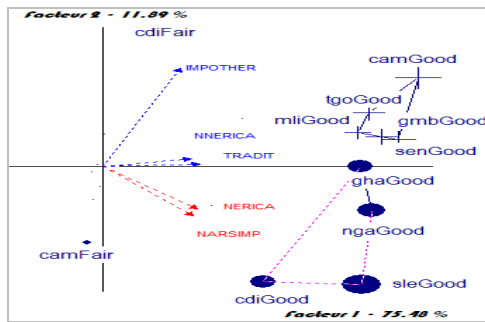 Facteur 2 - 11.89 %
cdiFair
camGood
IMPOTHER
tgoGood
mliGood
gmbGood
NNERICA
senGood
TRADIT
ghaGood
NERICA
NARSIMP
ngaGood
camFair
sleGood
cdiGood
Facteur 1 - 75.40 %